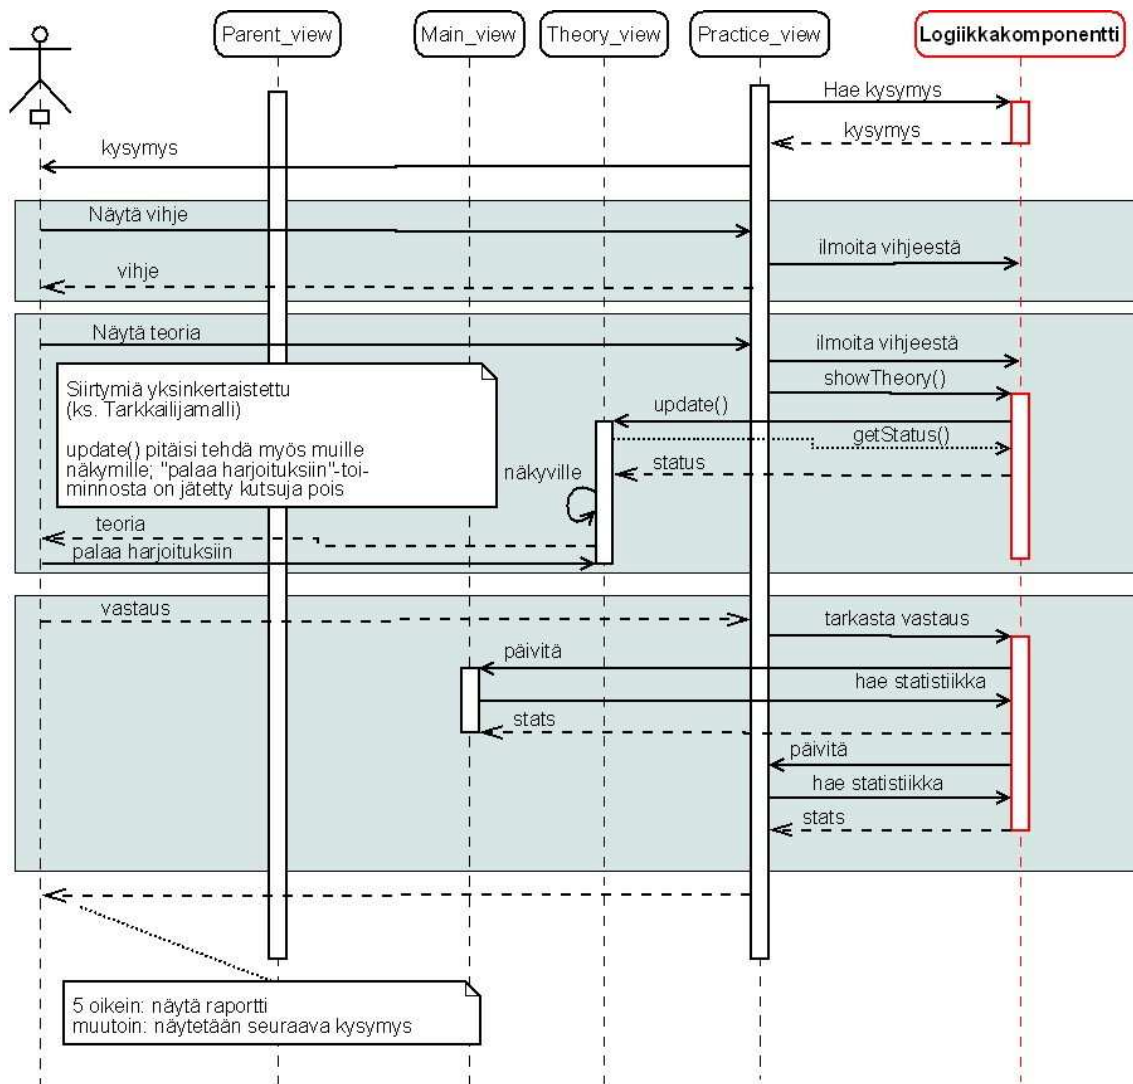 Parent_view
Main_view
Theory_view
Practice_view
Logiikkakomponentti
Hae kysymys
kysymys
kysymys
Näytä vihje
ilmoita vihjeestä
vihje
Näytä teoria
ilmoita vihjeestä
showTheory()
Siirtymiä yksinkertaistettu
(ks. Tarkkailijamalli)
update() pitäisi tehdä myös muille
näkymille; "palaa harjoituksiin"-toi-
minnosta on jätetty kutsuja pois
update()
getStatus()
status
näkyville
teoria
palaa harjoituksiin
vastaus
tarkasta vastaus
päivitä
hae statistiikka
stats
päivitä
hae statistiikka
stats
5 oikein: näytä raportti
muutoin: näytetään seuraava kysymys